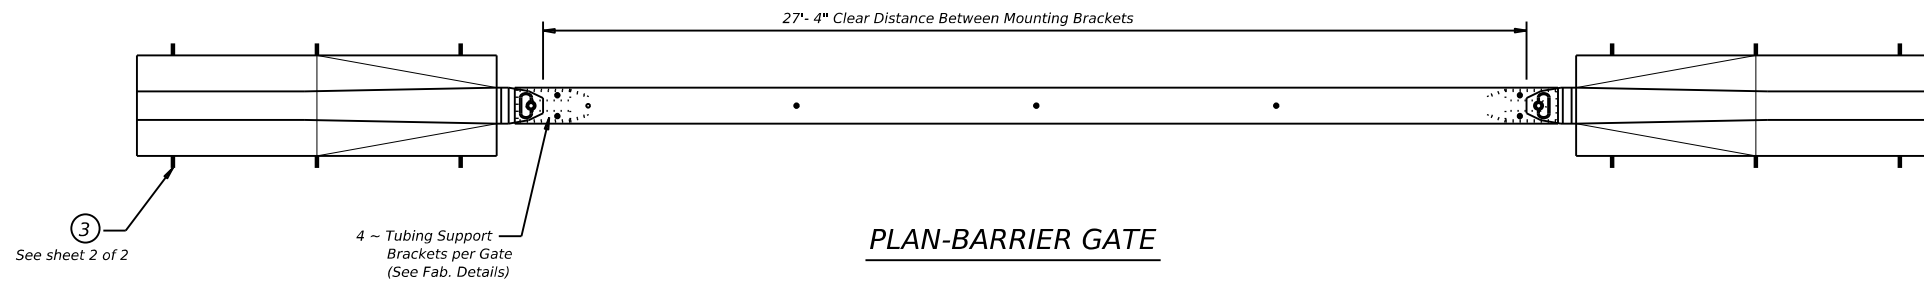 27'- 4" Clear Distance Between Mounting Brackets
3
See sheet 2 of 2
4 ~ Tubing Support
Brackets per Gate
(See Fab. Details)
PLAN-BARRIER GATE